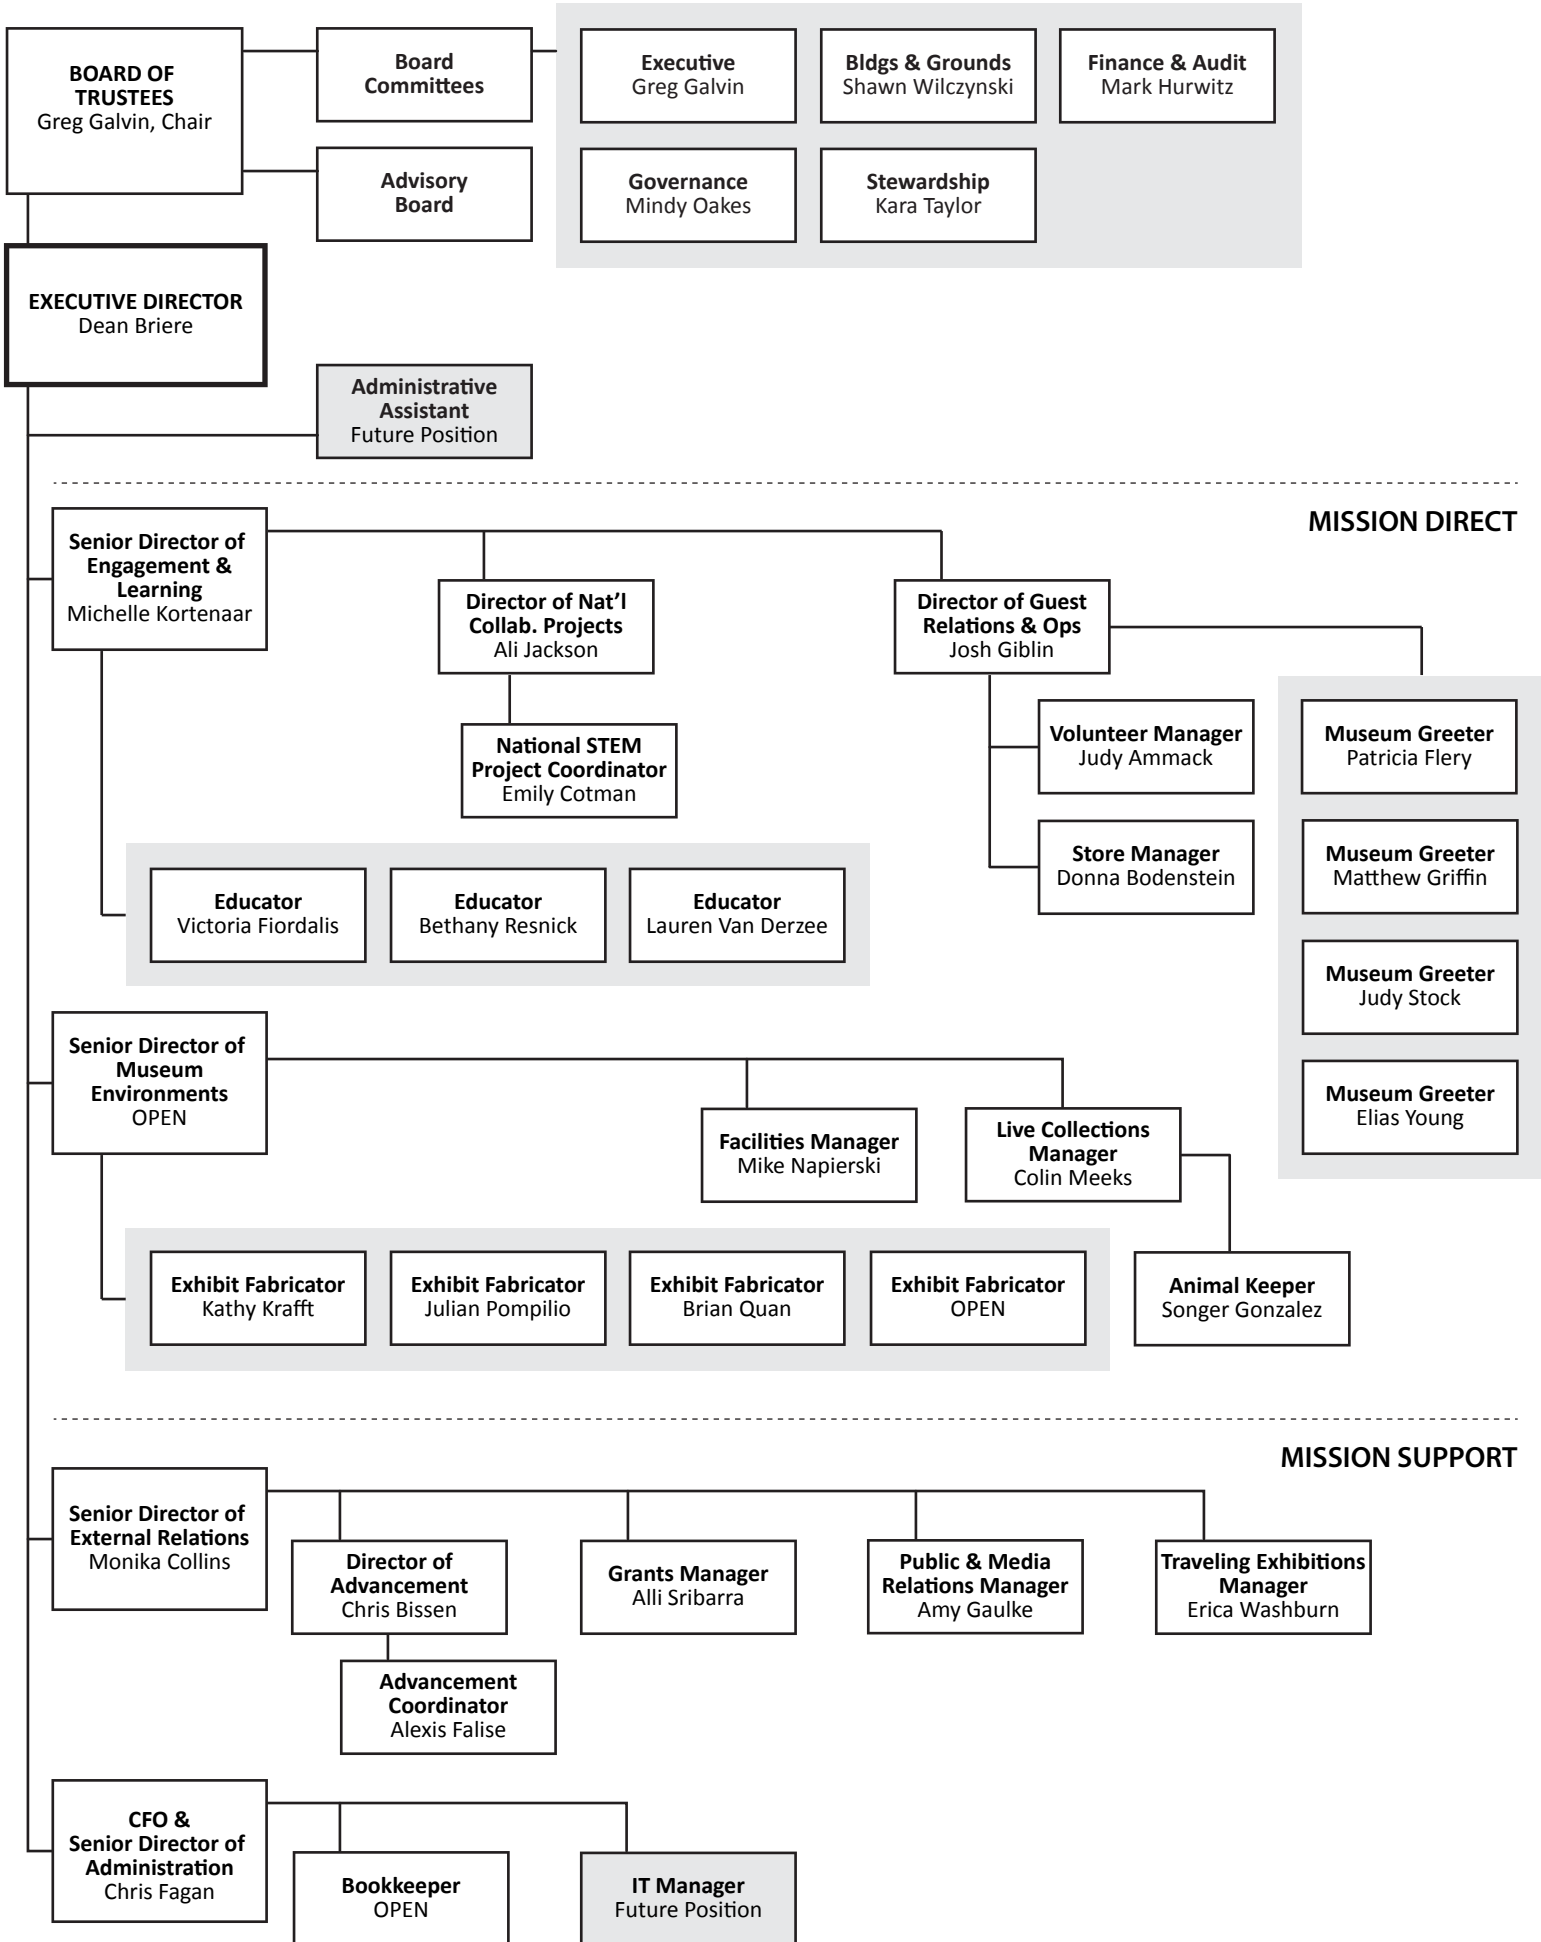 BOARD OF
TRUSTEES
Greg Galvin, Chair
Board
Committees
Executive
Greg Galvin
Bldgs & Grounds
Shawn Wilczynski
Finance & Audit
Mark Hurwitz
Advisory
Board
Governance
Mindy Oakes
Stewardship
Kara Taylor
EXECUTIVE DIRECTOR
Dean Briere
Administrative
Assistant
Future Position
MISSION DIRECT
Senior Director of
Engagement &
Learning
Michelle Kortenaar
Director of Nat'l
Collab. Projects
Ali Jackson
Director of Guest
Relations & Ops
Josh Giblin
National STEM
Project Coordinator
Emily Cotman
Volunteer Manager
Judy Ammack
Store Manager
Donna Bodenstein
Museum Greeter
Patricia Flery
Museum Greeter
Matthew Griffin
Museum Greeter
Judy Stock
Museum Greeter
Elias Young
Educator
Victoria Fiordalis
Educator
Bethany Resnick
Educator
Lauren Van Derzee
Senior Director of
Museum
Environments
OPEN
Facilities Manager
Mike Napierski
Live Collections
Manager
Colin Meeks
Exhibit Fabricator
Kathy Krafft
Exhibit Fabricator
Julian Pompilio
Exhibit Fabricator
Brian Quan
Exhibit Fabricator
OPEN
Animal Keeper
Songer Gonzalez
MISSION SUPPORT
Senior Director of
External Relations
Monika Collins
Director of
Advancement
Chris Bissen
Grants Manager
Alli Sribarra
Public & Media
Relations Manager
Amy Gaulke
Traveling Exhibitions
Manager
Erica Washburn
Advancement
Coordinator
Alexis Falise
CFO &
Senior Director of
Administration
Chris Fagan
Bookkeeper
OPEN
IT Manager
Future Position